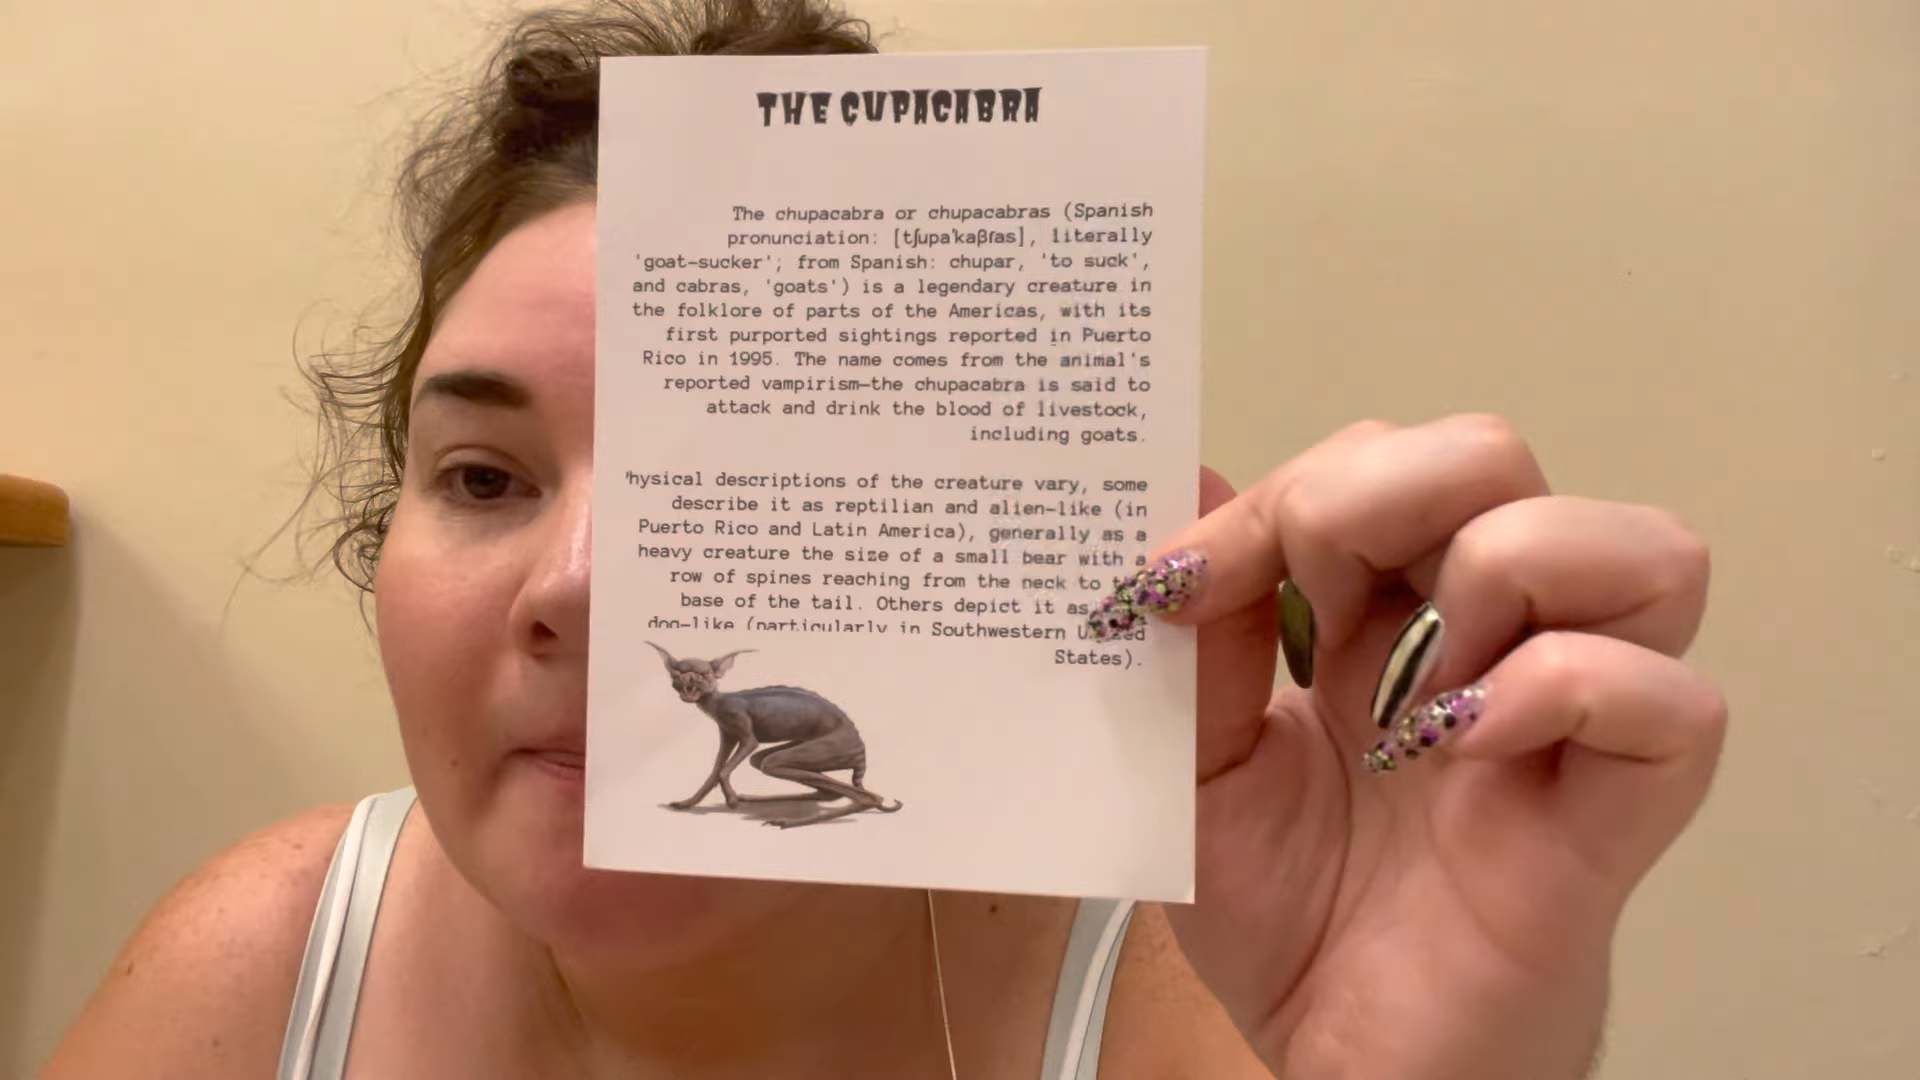 THE CUPACABRA
The chupacabra or chupacabras (Spanish
pronunciation: [tʃupaˈkaβɾas], literally
'goat-sucker'; from Spanish: chupar, 'to suck',
and cabras, 'goats') is a legendary creature in
the folklore of parts of the Americas, with its
first purported sightings reported in Puerto
Rico in 1995. The name comes from the animal's
reported vampirism—the chupacabra is said to
attack and drink the blood of livestock,
including goats.
hysical descriptions of the creature vary, some
describe it as reptilian and alien-like (in
Puerto Rico and Latin America), generally as a
heavy creature the size of a small bear with a
row of spines reaching from the neck to
base of the tail. Others depict it as
dog-like (particularly in Southwestern
States).